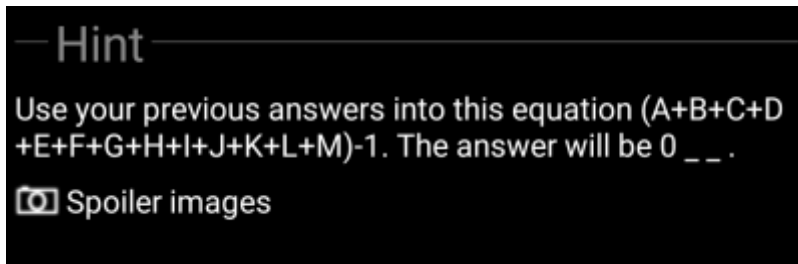 Hint
Use your previous answers into this equation (A+B+C+D
+E+F+G+H+I+J+K+L+M)-1. The answer will be 0 _ _ .
Spoiler images